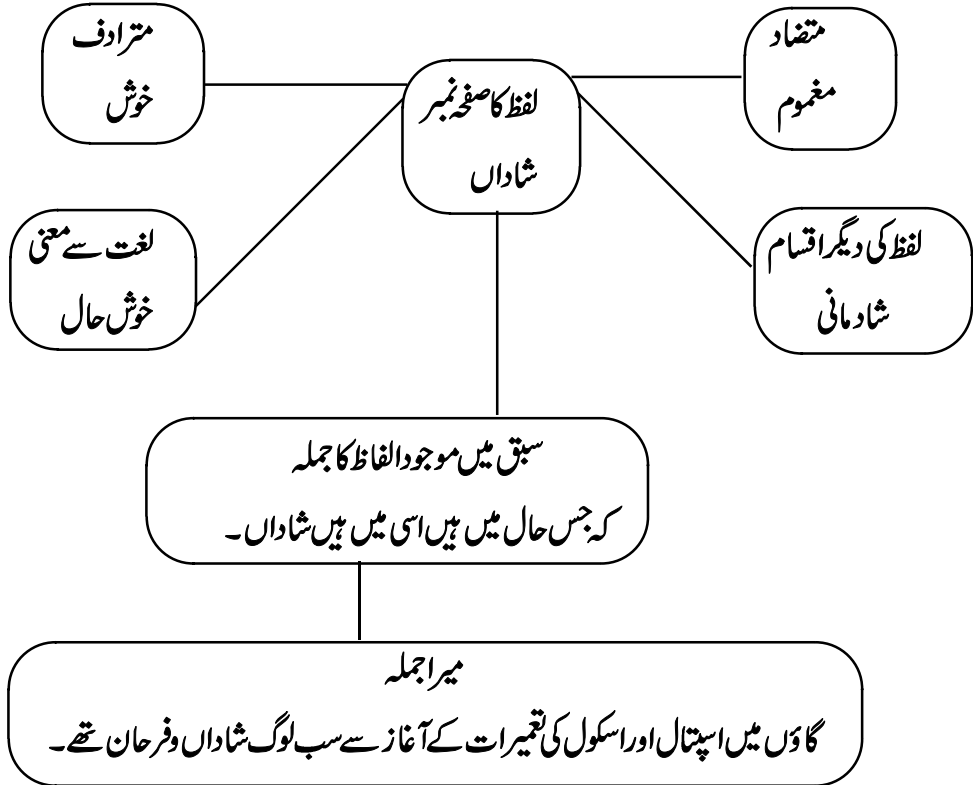 متضاد
مغموم
لفظ کا صفحہ نمبر
شاداں
مترادف
خوش
لفظ کی دیگر اقسام
شادمانی
لغت سے معنی
خوش حال
سبق میں موجود الفاظ کا جملہ
کہ جس حال میں ہیں اسی میں ہیں شاداں۔
میرا جملہ
گاؤں میں اسپتال اور اسکول کی تعمیرات کے آغاز سے سب لوگ شاداں و فرحان تھے۔